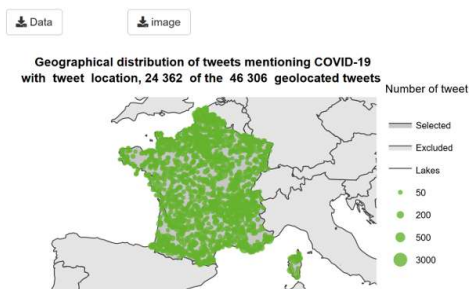 Data
image
Geographical distribution of tweets mentioning COVID-19
with tweet location, 24 362 of the 46 306 geolocated tweets
Number of tweet
Selected
Excluded
Lakes
50
200
500
3000